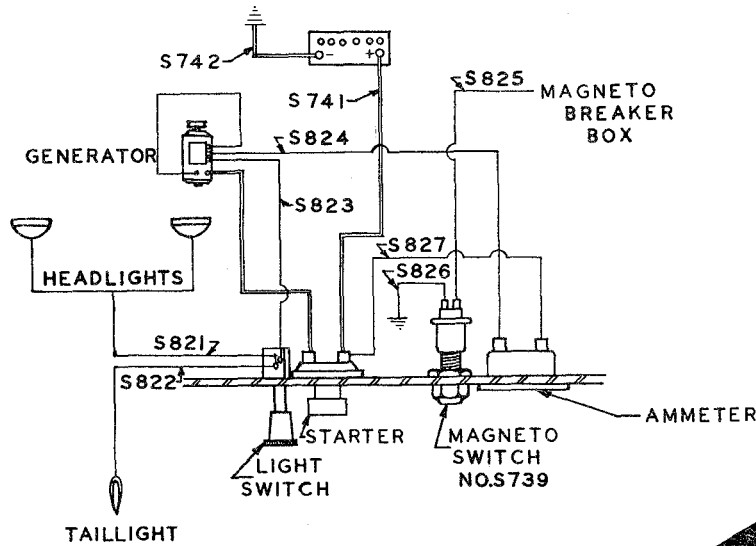 S742
- +
S741
S825
MAGNETO
BREAKER
BOX
S824
GENERATOR
S823
S827
HEADLIGHTS
S826
S821
S822
AMMETER
STARTER
MAGNETO
SWITCH
NO.S739
LIGHT
SWITCH
TAILLIGHT